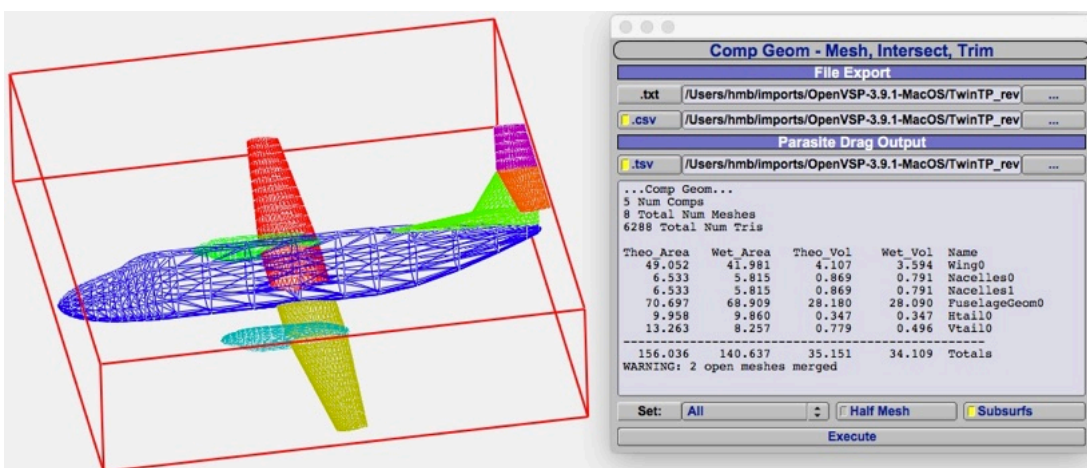 Comp Geom - Mesh, Intersect, Trim
File Export
.txt /Users/hmb/imports/OpenVSP-3.9.1-MacOS/TwinTP_rev ...
.csv /Users/hmb/imports/OpenVSP-3.9.1-MacOS/TwinTP_rev ...
Parasite Drag Output
.tsv /Users/hmb/imports/OpenVSP-3.9.1-MacOS/TwinTP_rev ...
...Comp Geom...
5 Num Comps
8 Total Num Meshes
6288 Total Num Tris
Theo_Area Wet_Area Theo_Vol Wet_Vol Name
49.052 41.981 4.107 3.594 Wing0
6.533 5.815 0.869 0.791 Nacelles0
6.533 5.815 0.869 0.791 Nacelles1
70.697 68.909 28.180 28.090 FuselageGeom0
9.958 9.860 0.347 0.347 Htail0
13.263 8.257 0.779 0.496 Vtail0
------------------------------------------------
156.036 140.637 35.151 34.109 Totals
WARNING: 2 open meshes merged
Set: All Half Mesh Subsurfs
Execute